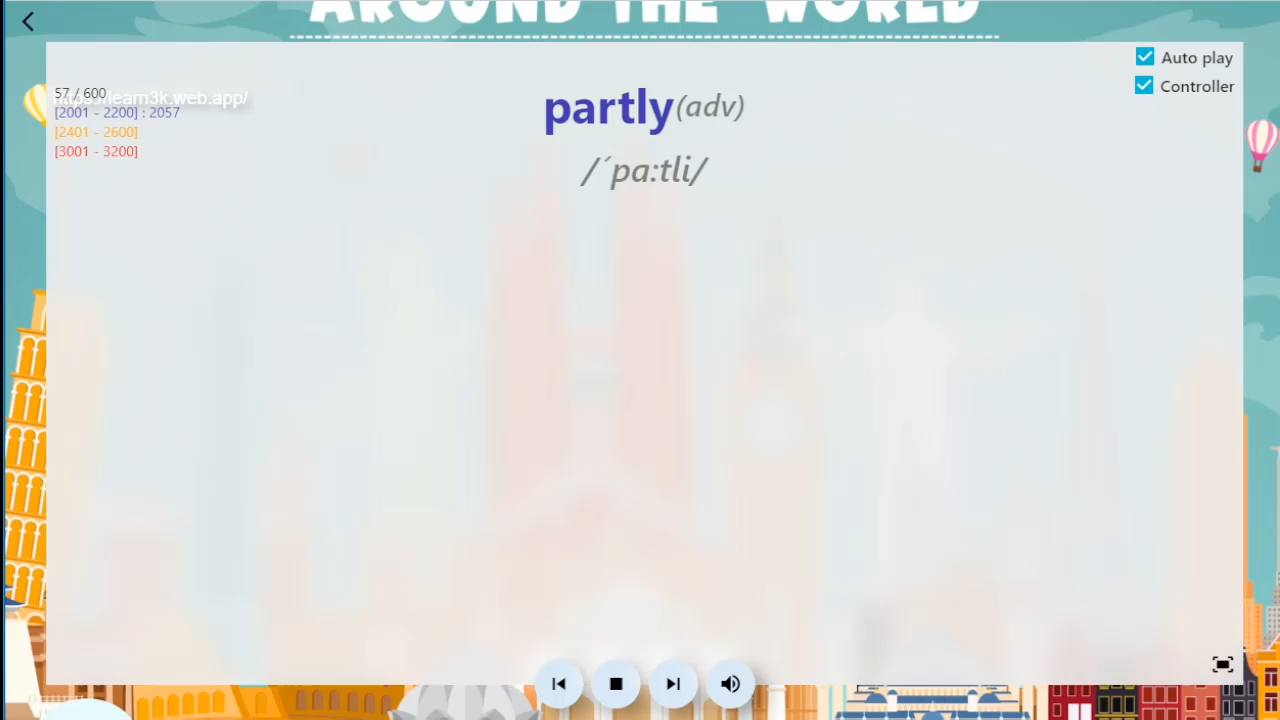 AROUND THE WORLD
Auto play
Controller
57 / 600
https://learn3k.web.app/
[2001 - 2200] : 2057
[2401 - 2600]
[3001 - 3200]
partly(adv)
/ˊpa:tli/